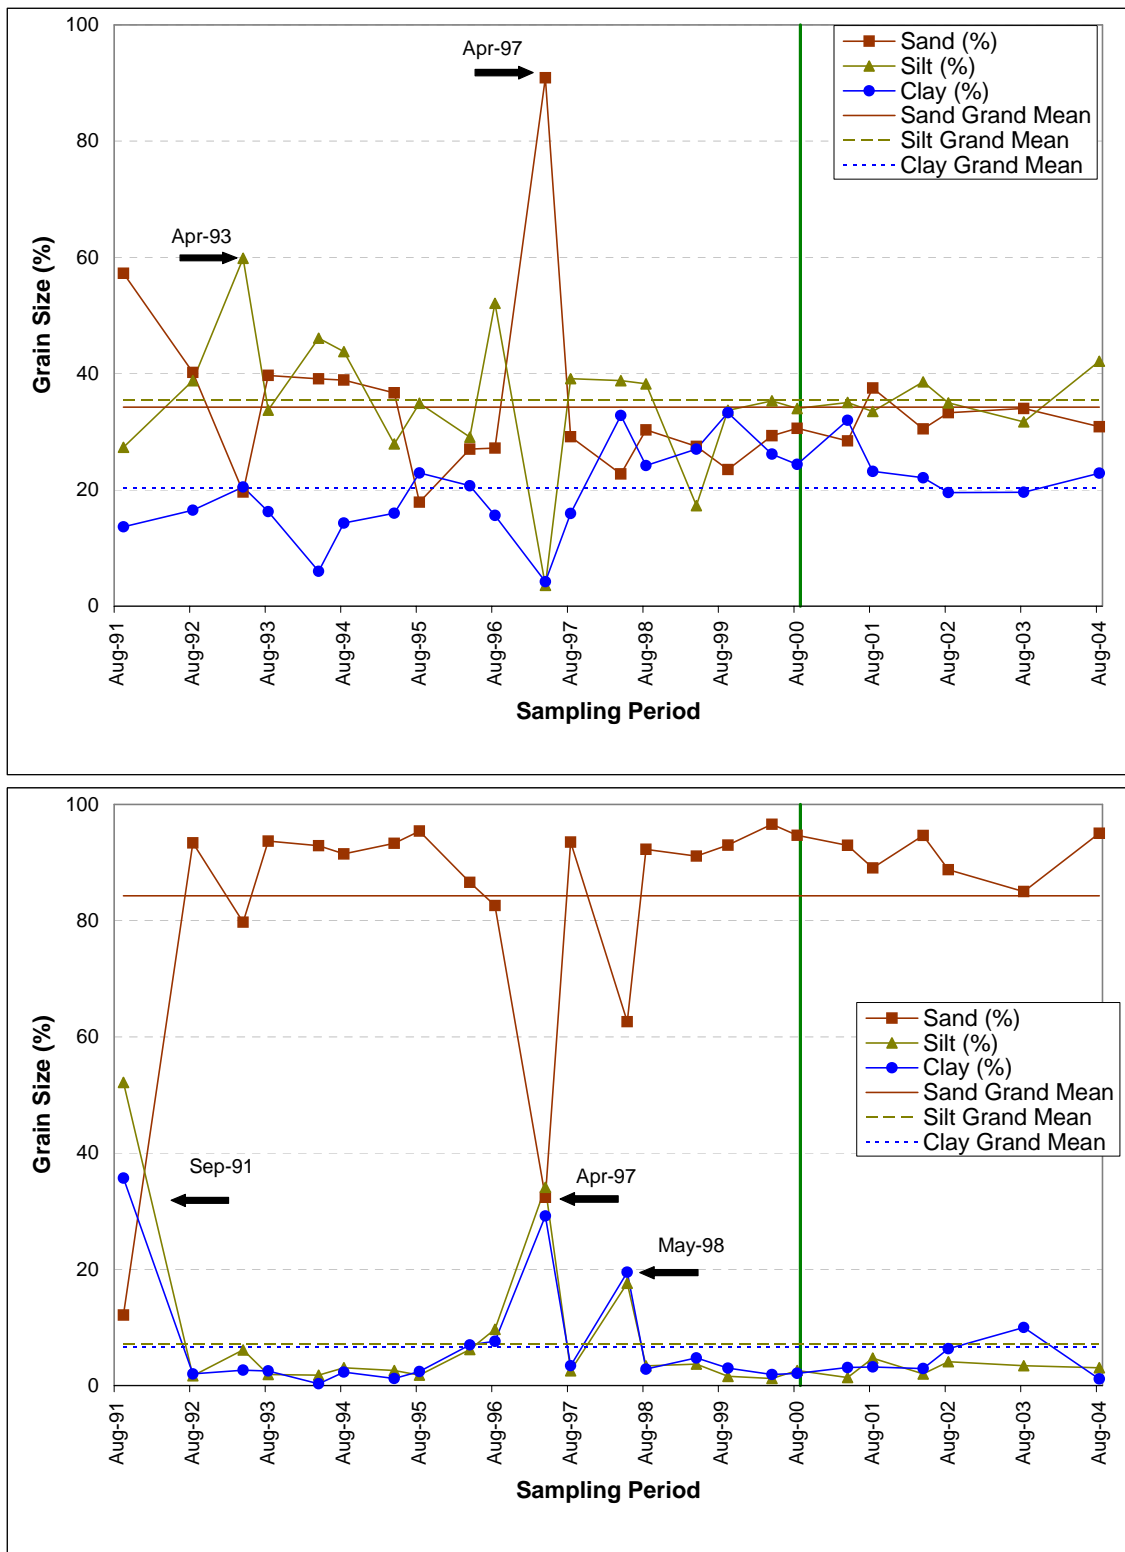 100
80
60
40
20
0
Grain Size (%)
Apr-97
Apr-93
Sand (%)
Silt (%)
Clay (%)
Sand Grand Mean
Silt Grand Mean
Clay Grand Mean
Aug-91
Aug-92
Aug-93
Aug-94
Aug-95
Aug-96
Aug-97
Aug-98
Aug-99
Aug-00
Aug-01
Aug-02
Aug-03
Aug-04
Sampling Period
100
80
60
40
20
0
Grain Size (%)
Sep-91
Apr-97
May-98
Sand (%)
Silt (%)
Clay (%)
Sand Grand Mean
Silt Grand Mean
Clay Grand Mean
Aug-91
Aug-92
Aug-93
Aug-94
Aug-95
Aug-96
Aug-97
Aug-98
Aug-99
Aug-00
Aug-01
Aug-02
Aug-03
Aug-04
Sampling Period